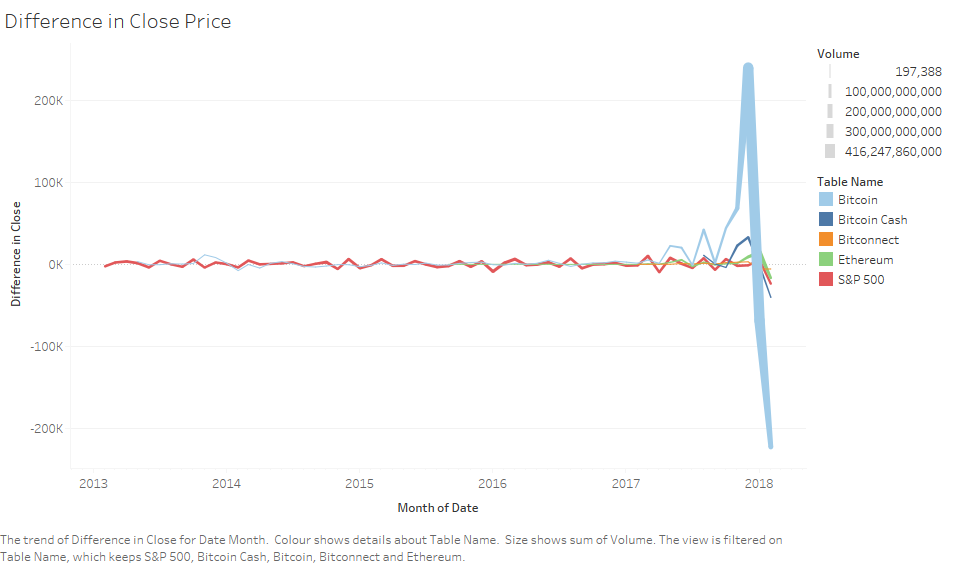 Difference in Close Price
Volume
197,388
100,000,000,000
200,000,000,000
300,000,000,000
416,247,860,000
Table Name
Bitcoin
Bitcoin Cash
Bitconnect
Ethereum
S&P 500
Difference in Close
200K
100K
0K
-100K
-200K
2013
2014
2015
2016
2017
2018
Month of Date
The trend of Difference in Close for Date Month. Colour shows details about Table Name. Size shows sum of Volume. The view is filtered on
Table Name, which keeps S&P 500, Bitcoin Cash, Bitcoin, Bitconnect and Ethereum.